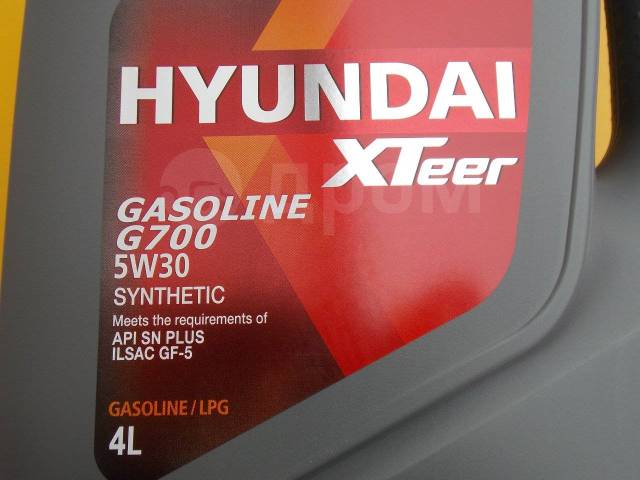 HYUNDAI
XTeer
Дром
GASOLINE
G700
5W30
SYNTHETIC
Meets the requirements of
API SN PLUS
ILSAC GF-5
GASOLINE / LPG
4L